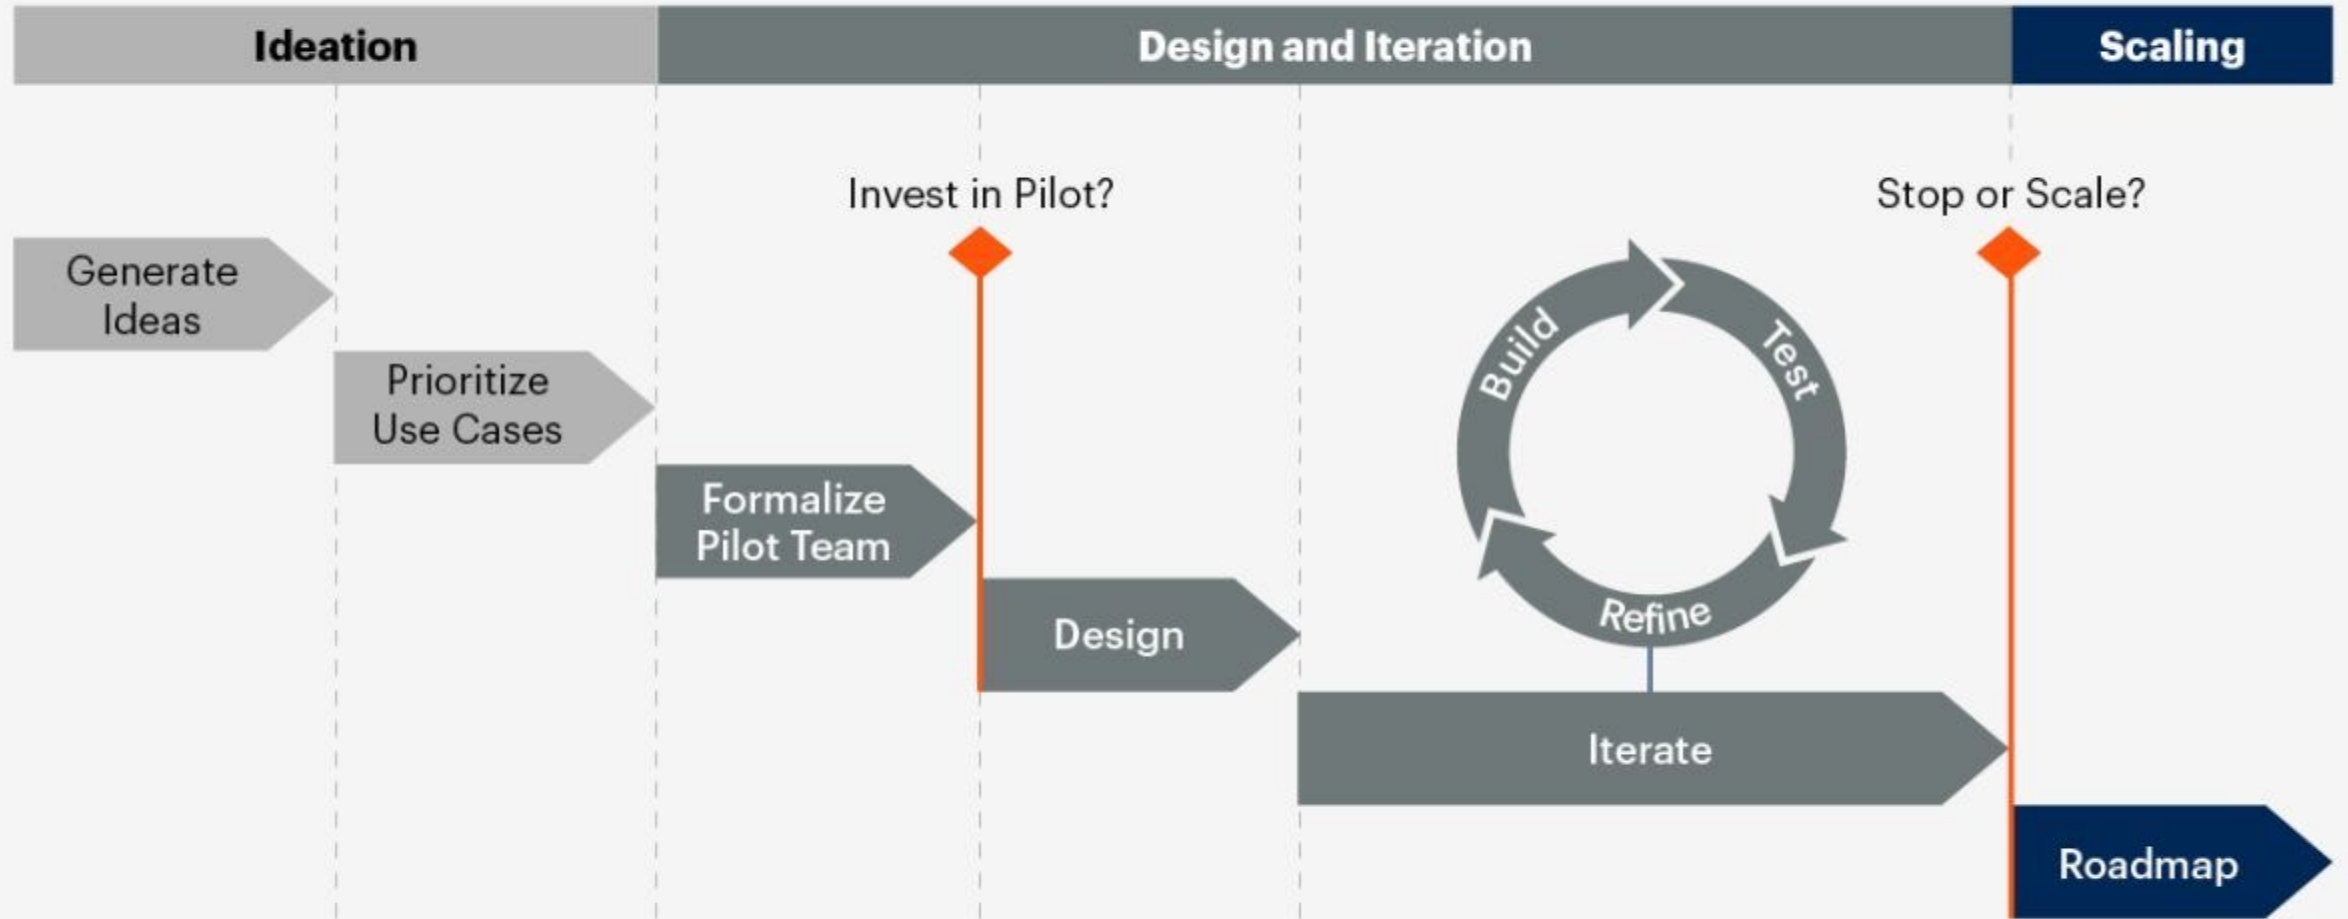 Ideation
Design and Iteration
Scaling
Invest in Pilot?
Stop or Scale?
Generate
Ideas
Prioritize
Use Cases
Formalize
Pilot Team
Design
Build
Test
Refine
Iterate
Roadmap